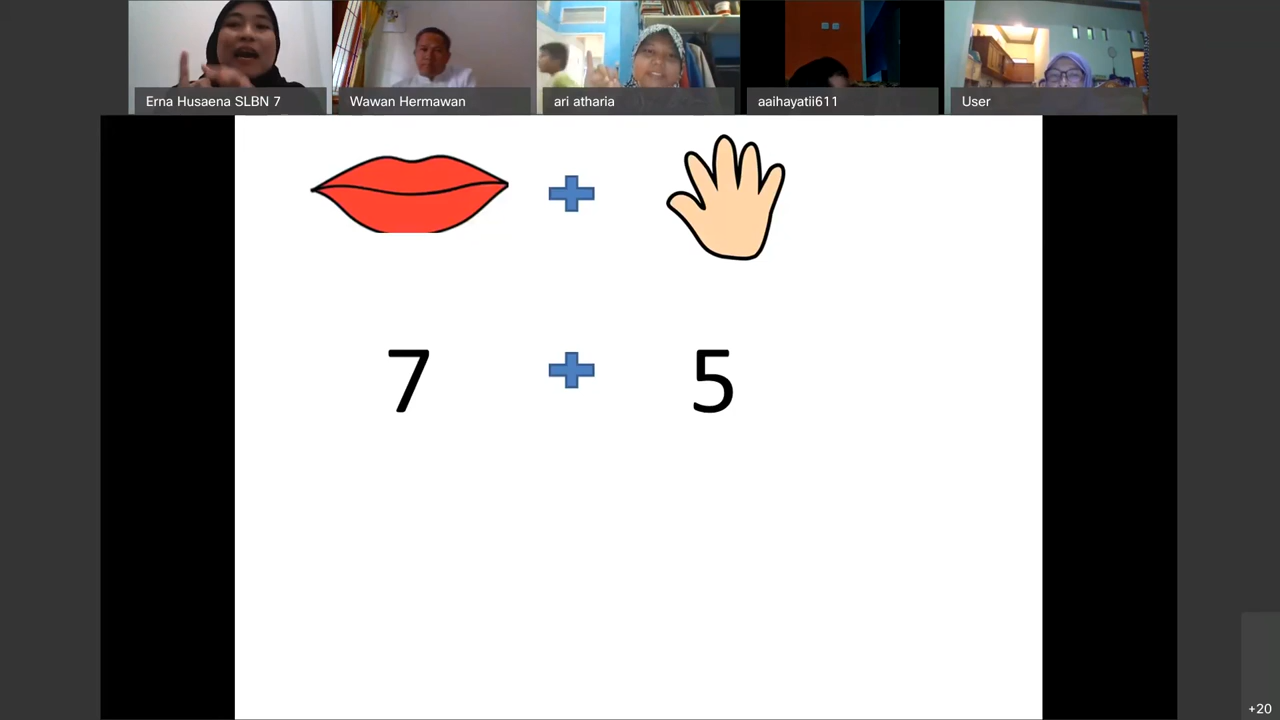 Erna Husaena SLBN 7
Wawan Hermawan
ari atharia
aaihayatii611
User
7 + 5
+20